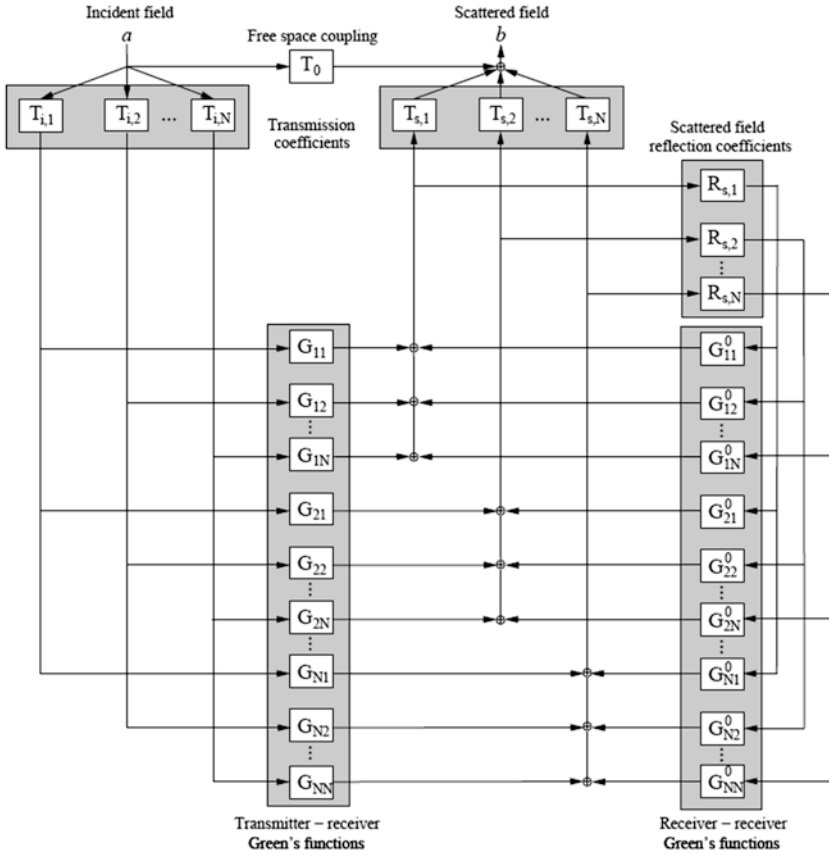 Incident field
a
Free space coupling
T0
Scattered field
b
Ti,1 Ti,2 ... Ti,N
Transmission
coefficients
Ts,1 Ts,2 ... Ts,N
Scattered field
reflection coefficients
Rs,1
Rs,2
Rs,N
G11 G⁰11
G12 G⁰12
G1N G⁰1N
G21 G⁰21
G22 G⁰22
G2N G⁰2N
GN1 G⁰N1
GN2 G⁰N2
GNN G⁰NN
Transmitter – receiver
Green's functions
Receiver – receiver
Green's functions